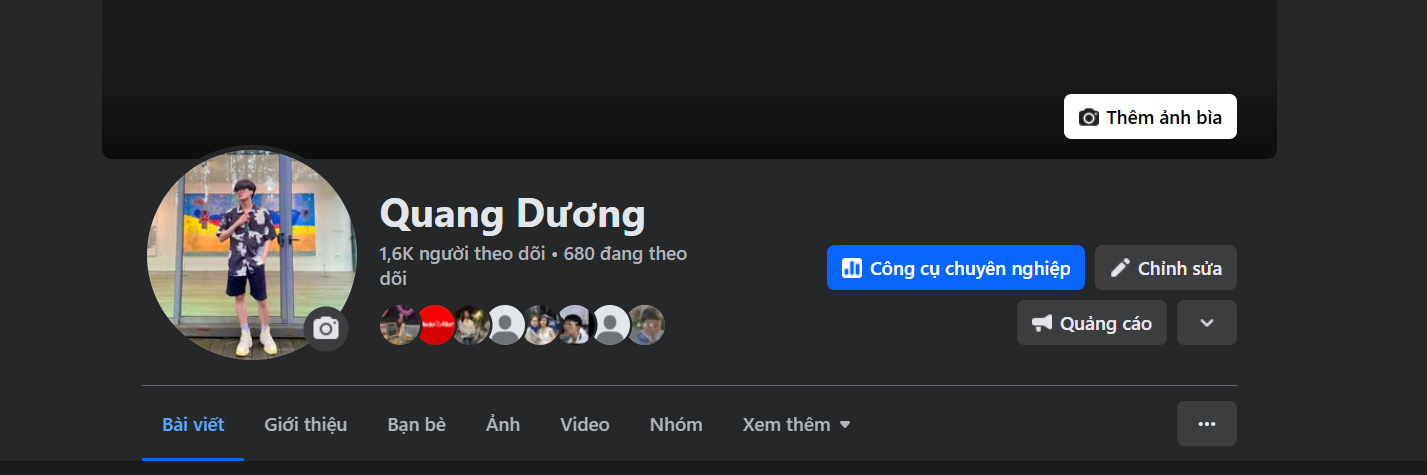 Thêm ảnh bìa
Quang Dương
1,6K người theo dõi • 680 đang theo
dõi
Công cụ chuyên nghiệp
Chỉnh sửa
Quảng cáo
Bài viết
Giới thiệu
Bạn bè
Ảnh
Video
Nhóm
Xem thêm